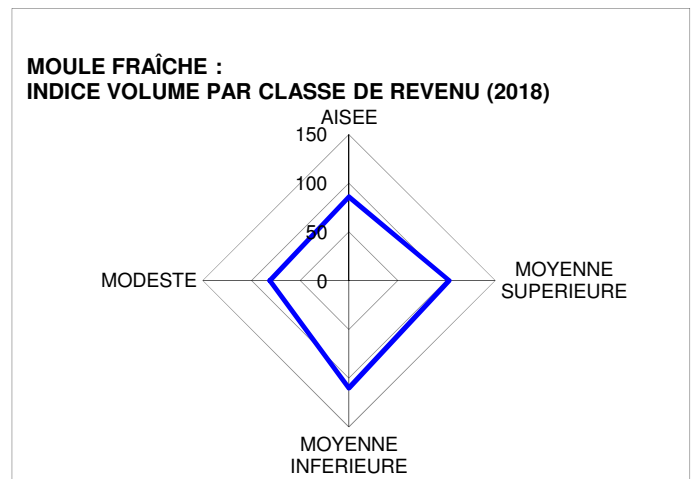 MOULE FRAÎCHE :
INDICE VOLUME PAR CLASSE DE REVENU (2018)
AISEE
150
100
50
0
MODESTE
MOYENNE
SUPERIEURE
MOYENNE
INFERIEURE